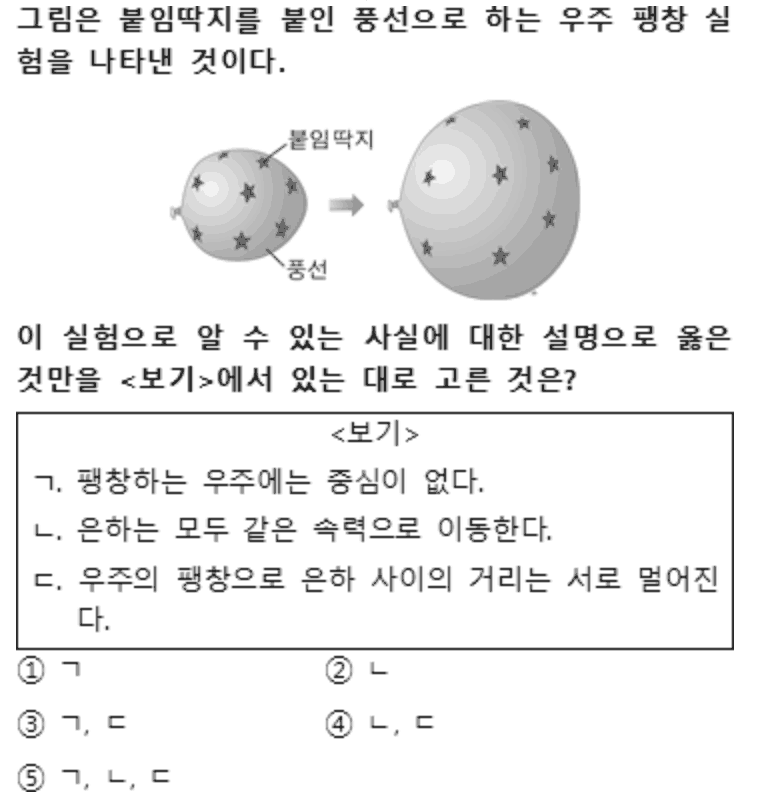 그림은 붙임딱지를 붙인 풍선으로 하는 우주 팽창 실
험을 나타낸 것이다.
붙임딱지
풍선
이 실험으로 알 수 있는 사실에 대한 설명으로 옳은
것만을 <보기>에서 있는 대로 고른 것은?
<보기>
ㄱ. 팽창하는 우주에는 중심이 없다.
ㄴ. 은하는 모두 같은 속력으로 이동한다.
ㄷ. 우주의 팽창으로 은하 사이의 거리는 서로 멀어진
다.
① ㄱ ② ㄴ
③ ㄱ, ㄷ ④ ㄴ, ㄷ
⑤ ㄱ, ㄴ, ㄷ